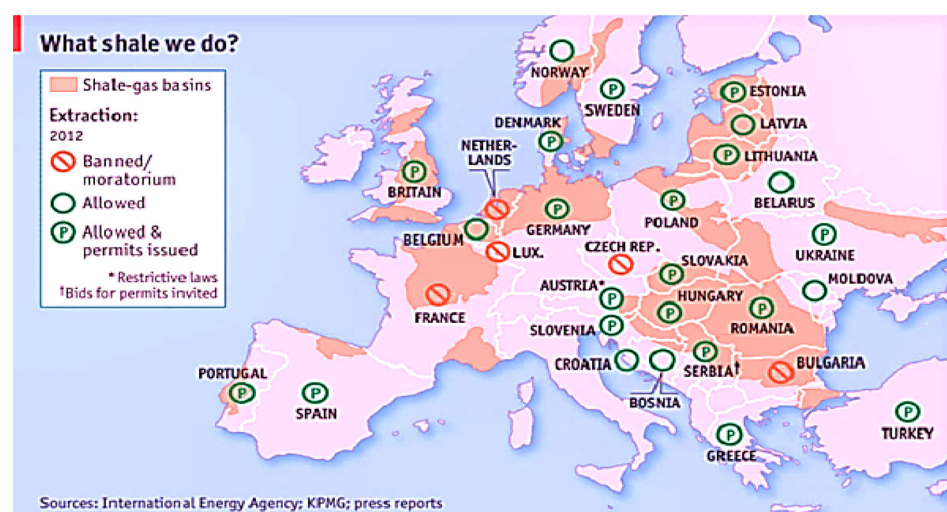 What shale we do?
Shale-gas basins
Extraction:
2012
Banned/
moratorium
Allowed
P
Allowed &
permits issued
* Restrictive laws
†Bids for permits invited
NORWAY
P
SWEDEN
P
ESTONIA
LATVIA
P
LITHUANIA
DENMARK
P
NETHER-
LANDS
P
BRITAIN
BELARUS
P
GERMANY
P
POLAND
BELGIUM
LUX.
CZECH REP.
P
UKRAINE
P
SLOVAKIA
MOLDOVA
AUSTRIA*
P
P
HUNGARY
P
ROMANIA
FRANCE
SLOVENIA
P
CROATIA
BOSNIA
P
SERBIA†
BULGARIA
PORTUGAL
P
P
SPAIN
P
GREECE
P
TURKEY
Sources: International Energy Agency; KPMG; press reports